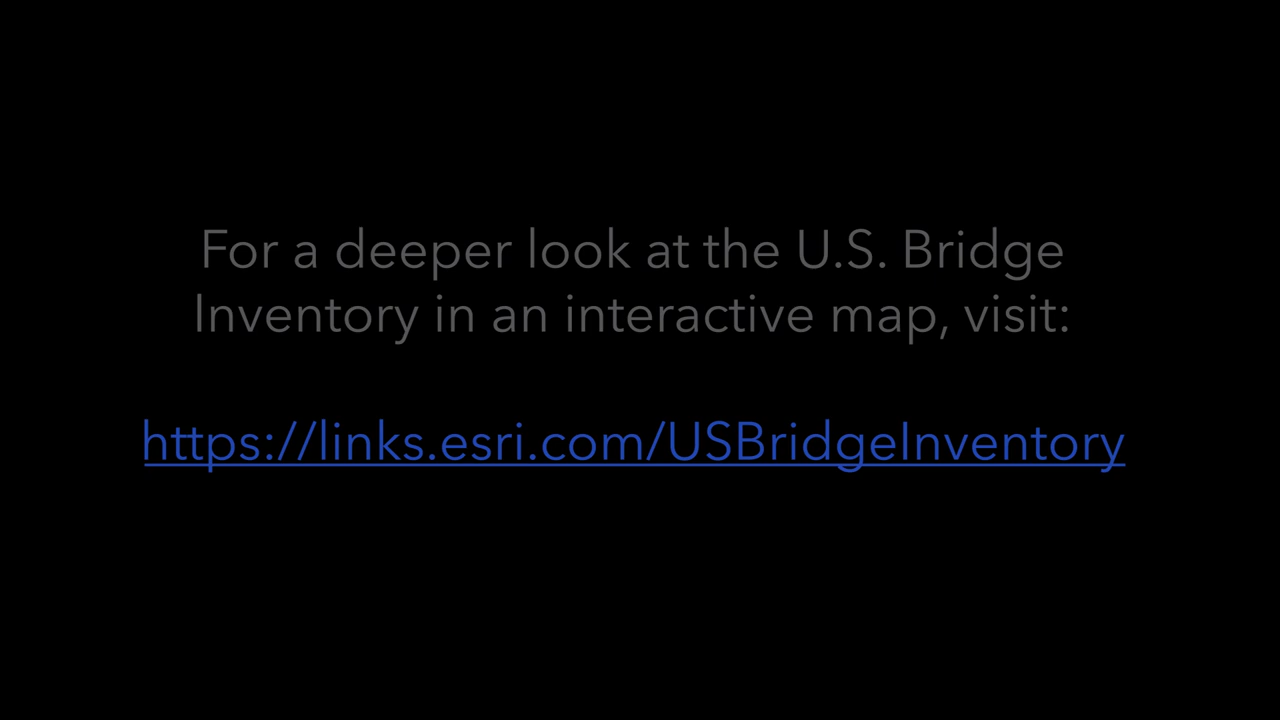 For a deeper look at the U.S. Bridge
Inventory in an interactive map, visit:
https://links.esri.com/USBridgeInventory